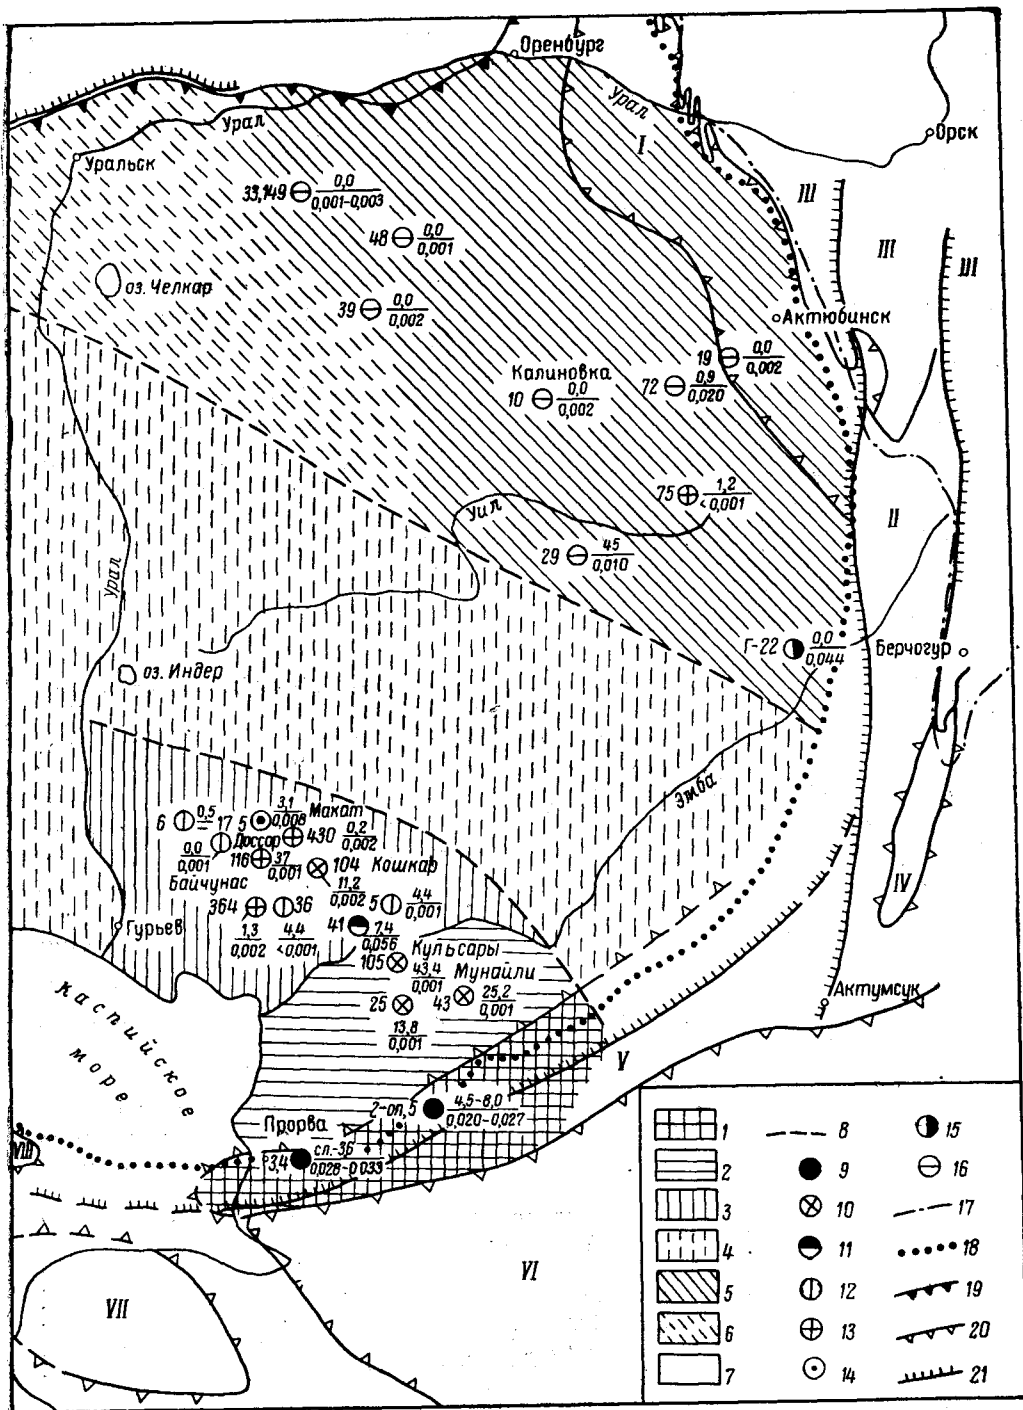 Оренбург
Урал
I
Орск
Урал
Уральск
III
33,149 0,0
0,001-0,003
48 0,0
0,001
III
III
оз. Челкар
39 0,0
0,002
Актюбинск
19 0,0
0,002
Калиновка
10 0,0
0,002
72 0,9
0,020
75 1,2
<0,001
Уил
II
29 45
0,010
Урал
Г-22 0,0
0,044
Берчогур
оз. Индер
Эмба
6 0,5
17
5 3,1
0,008
Макат
Доссор
430 0,2
0,002
0,0
0,001
116 37
0,001
104 Кошкар
11,2
0,002
Байчунас
IV
364
36
5 4,4
0,001
1,3
0,002
4,4
<0,001
41 7,4
0,056
Гурьев
Кульсары
105 43,4
0,001
Мунайли
25
43 25,2
0,001
13,8
0,001
Актумсук
Каспийское
море
V
2-оп,5 4,5-8,0
0,020-0,027
Прорва
3,4 сл.-36
0,028-0,033
VIII
VI
VII
1 8 15
2 9 16
3 10 17
4 11 18
5 12 19
6 13 20
7 14 21